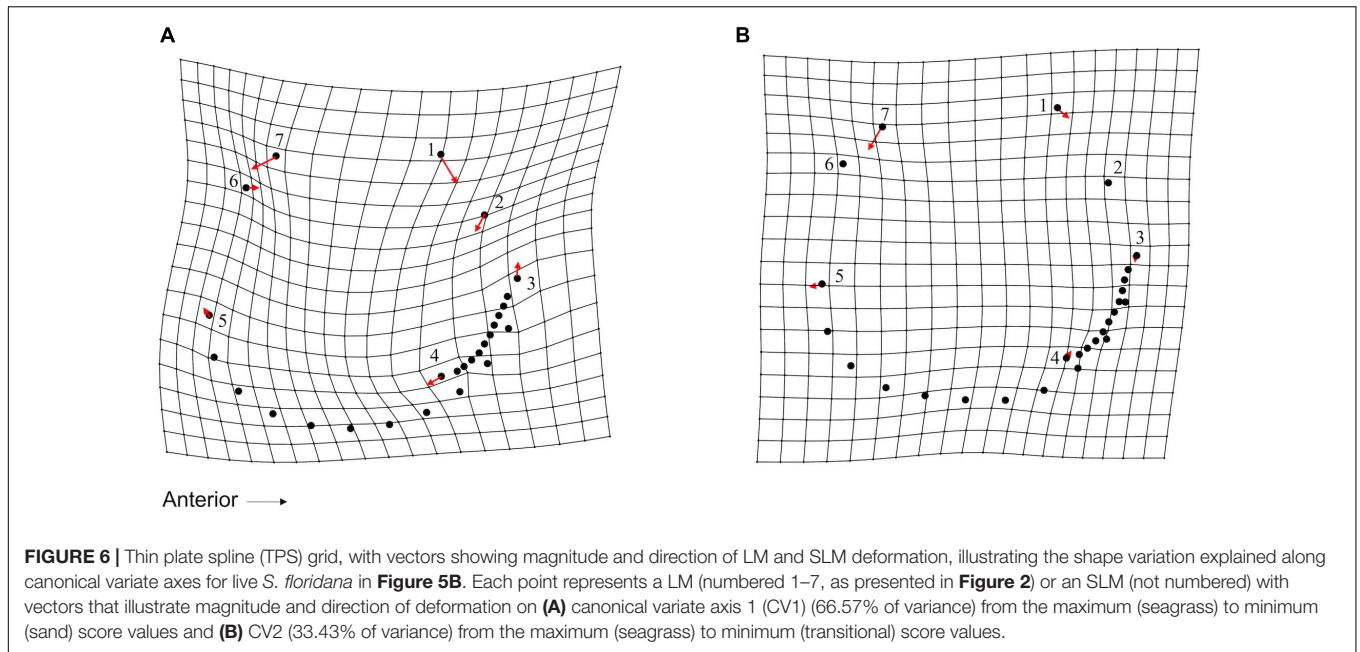 A
B
7
1
6
2
3
5
4
7
1
6
2
3
5
4
Anterior
FIGURE 6 | Thin plate spline (TPS) grid, with vectors showing magnitude and direction of LM and SLM deformation, illustrating the shape variation explained along
canonical variate axes for live S. floridana in Figure 5B. Each point represents a LM (numbered 1–7, as presented in Figure 2) or an SLM (not numbered) with
vectors that illustrate magnitude and direction of deformation on (A) canonical variate axis 1 (CV1) (66.57% of variance) from the maximum (seagrass) to minimum
(sand) score values and (B) CV2 (33.43% of variance) from the maximum (seagrass) to minimum (transitional) score values.